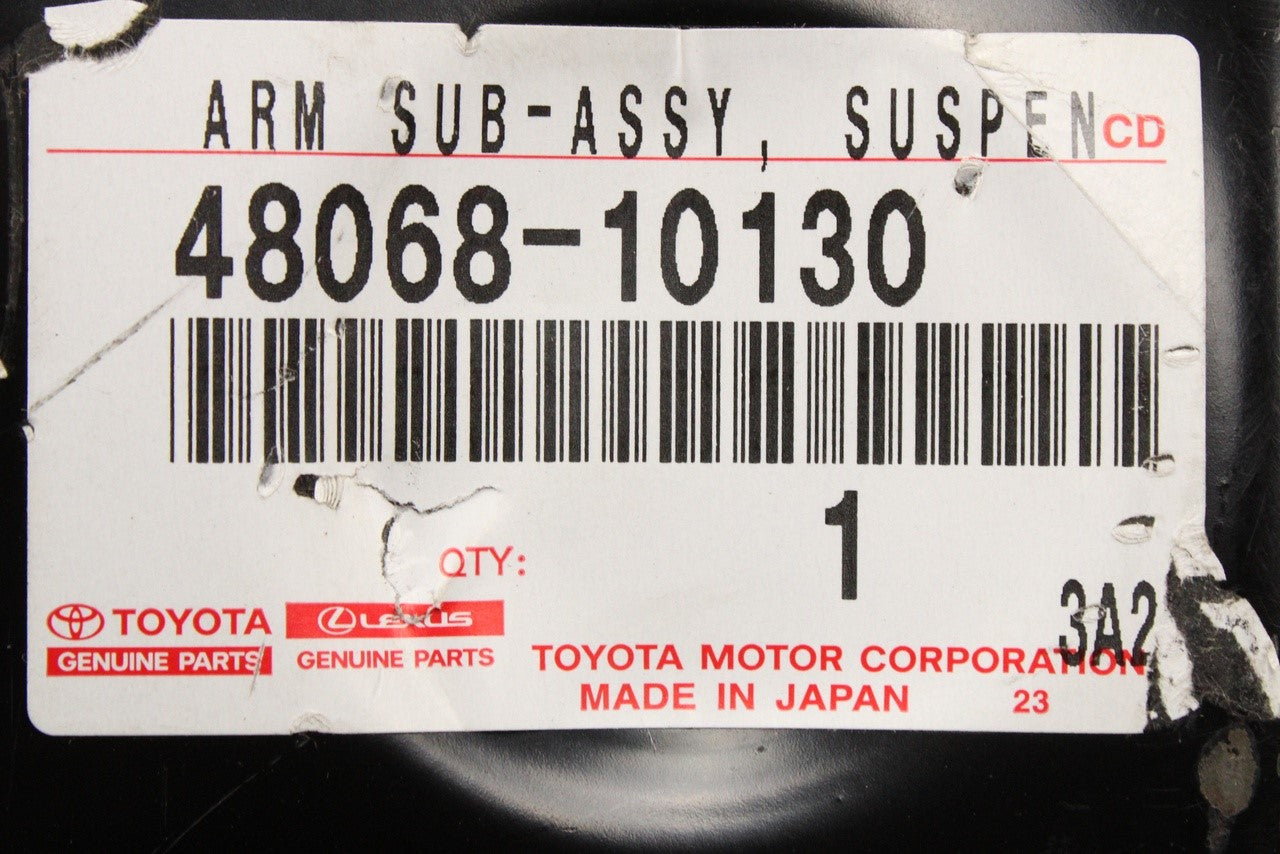 ARM SUB-ASSY, SUSPEN CD
48068-10130
1
QTY:
3A2
TOYOTA LEXUS
GENUINE PARTS GENUINE PARTS
TOYOTA MOTOR CORPORATION
MADE IN JAPAN 23